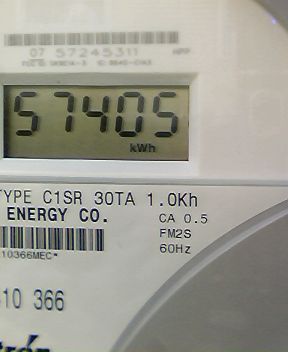 07 57245311
57405
kWh
TYPE C1SR 30TA 1.0Kh
ENERGY CO.
CA 0.5
FM2S
60Hz
10366MEC*
10 366
trón